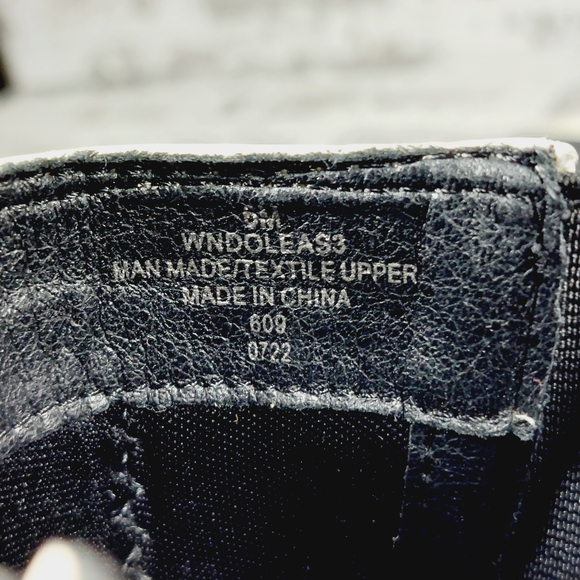 9M
WNDOLEAS3
MAN MADE/TEXTILE UPPER
MADE IN CHINA
609
0722